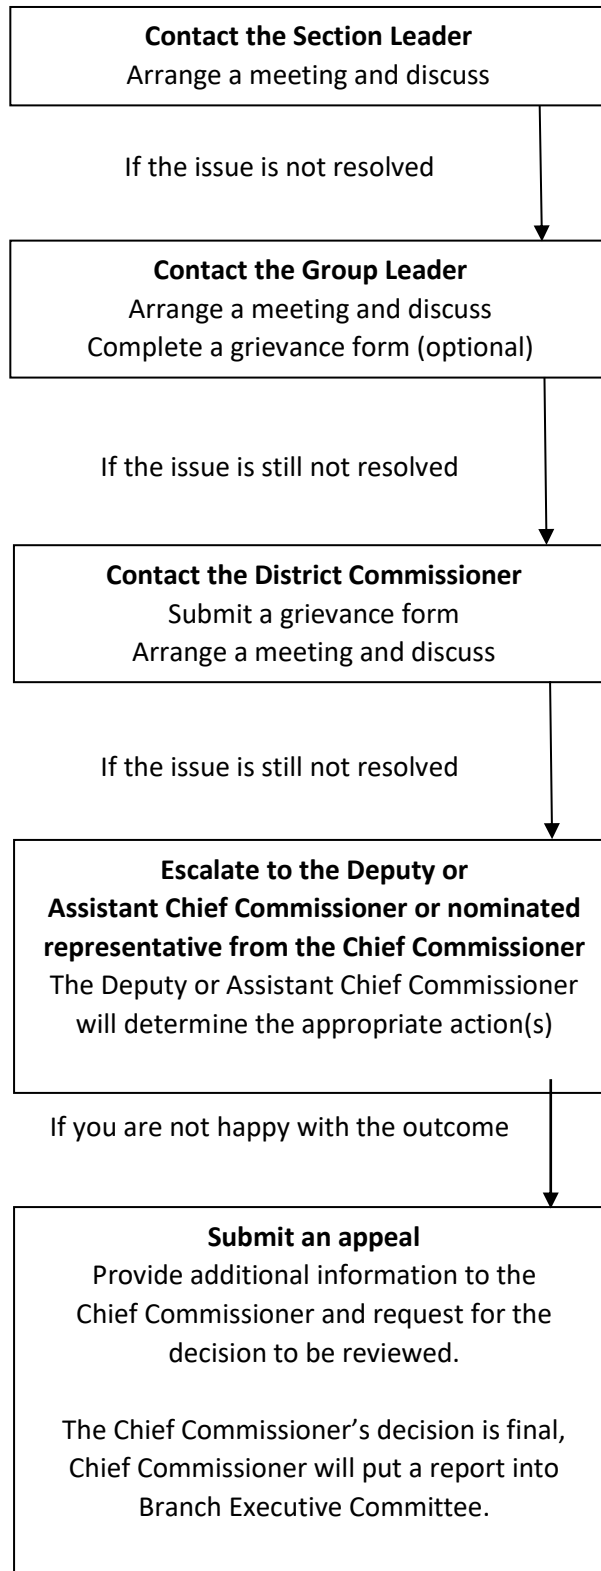 Contact the Section Leader
Arrange a meeting and discuss
If the issue is not resolved
Contact the Group Leader
Arrange a meeting and discuss
Complete a grievance form (optional)
If the issue is still not resolved
Contact the District Commissioner
Submit a grievance form
Arrange a meeting and discuss
If the issue is still not resolved
Escalate to the Deputy or
Assistant Chief Commissioner or nominated
representative from the Chief Commissioner
The Deputy or Assistant Chief Commissioner
will determine the appropriate action(s)
If you are not happy with the outcome
Submit an appeal
Provide additional information to the
Chief Commissioner and request for the
decision to be reviewed.
The Chief Commissioner’s decision is final,
Chief Commissioner will put a report into
Branch Executive Committee.